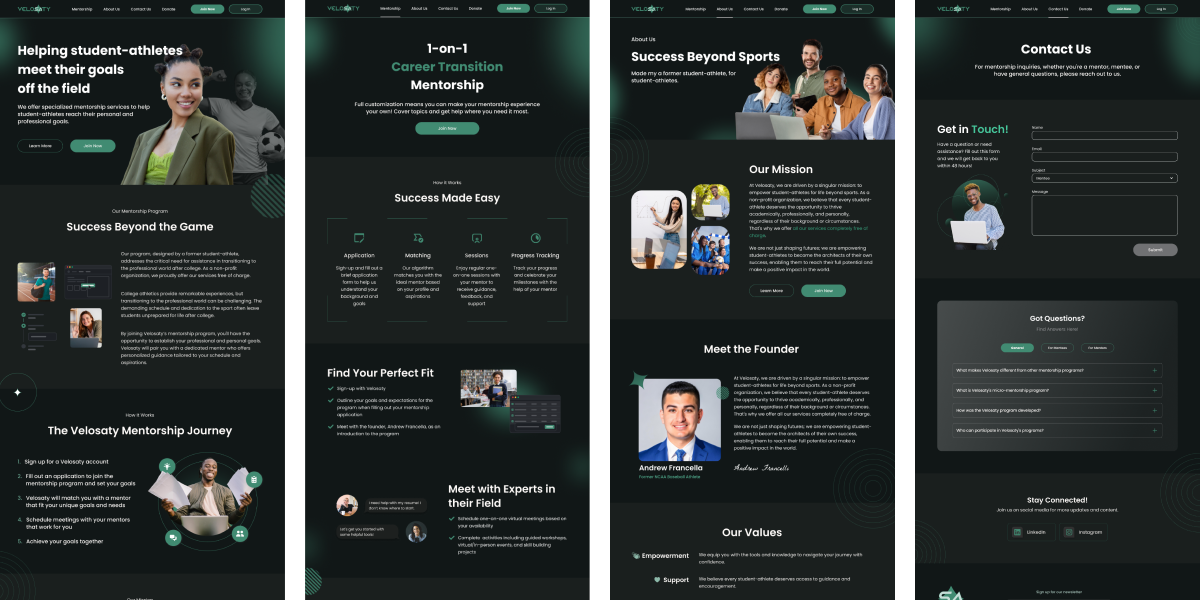 VELOSATY
Mentorship
About Us
Contact Us
Donate
Join Now
Log In
Helping student-athletes
meet their goals
off the field
We offer specialized mentorship services to help
student-athletes reach their personal and
professional goals.
Learn More
Join Now
Our Mentorship Program
Success Beyond the Game
Our program, designed by a former student-athlete,
addresses the critical need for assistance in transitioning to
the professional world after college. As a non-profit
organization, we proudly offer our services free of charge.
College athletics provide remarkable experiences, but
transitioning to the professional world can be challenging. The
demanding schedule and dedication to the sport often leave
students unprepared for life after college.
By joining Velosaty's mentorship program, you'll have the
opportunity to establish your professional and personal goals.
Velosaty will pair you with a dedicated mentor who offers
personalized guidance tailored to your schedule and
aspirations.
How it Works
The Velosaty Mentorship Journey
1. Sign up for a Velosaty account
2. Fill out an application to join the
mentorship program and set your goals
3. Velosaty will match you with a mentor
that fit your unique goals and needs
4. Schedule meetings with your mentors
that work for you
5. Achieve your goals together
Our Mission
VELOSATY
Mentorship
About Us
Contact Us
Donate
Join Now
Log In
1-on-1
Career Transition
Mentorship
Full customization means you can make your mentorship experience
your own! Cover topics and get help where you need it most.
Join Now
How it Works
Success Made Easy
Application
Sign-up and fill out a
brief application
form to help us
understand your
background and
goals
Matching
Our algorithm
matches you with the
ideal mentor based
on your profile and
aspirations
Sessions
Enjoy regular one-
on-one sessions with
your mentor to
receive guidance,
feedback, and
support
Progress Tracking
Track your progress
and celebrate your
milestones with the
help of your mentor
Find Your Perfect Fit
Sign-up with Velosaty
Outline your goals and expectations for the
program when filling out your mentorship
application
Meet with the founder, Andrew Francella, as an
introduction to the program
I need help with my resume! I
don't know where to start.
Let's get you started with
some helpful tools!
Meet with Experts in
their Field
Schedule one-on-one virtual meetings based on
your availability
Complete activities including guided workshops,
virtual/in-person events, and skill building
projects
VELOSATY
Mentorship
About Us
Contact Us
Donate
Join Now
Log In
About Us
Success Beyond Sports
Made my a former student-athlete, for
student-athletes.
Our Mission
At Velosaty, we are driven by a singular mission: to
empower student-athletes for life beyond sports. As a
non-profit organization, we believe that every student-
athlete deserves the opportunity to thrive
academically, professionally, and personally,
regardless of their background or circumstances.
That's why we offer all our services completely free of
charge.
We are not just shaping futures; we are empowering
student-athletes to become the architects of their own
success, enabling them to reach their full potential and
make a positive impact in the world.
Learn More
Join Now
Meet the Founder
At Velosaty, we are driven by a singular mission: to empower
student-athletes for life beyond sports. As a non-profit
organization, we believe that every student-athlete deserves
the opportunity to thrive academically, professionally, and
personally, regardless of their background or circumstances.
That's why we offer all our services completely free of charge.
We are not just shaping futures; we are empowering student-
athletes to become the architects of their own success,
enabling them to reach their full potential and make a
positive impact in the world.
Andrew Francella
Andrew Francella
Former NCAA Baseball Athlete
Our Values
Empowerment
We equip you with the tools and knowledge to navigate your journey with
confidence.
Support
We believe every student-athlete deserves access to guidance and
encouragement
VELOSATY
Mentorship
About Us
Contact Us
Donate
Join Now
Log In
Contact Us
For mentorship inquiries, whether you're a mentor, mentee, or
have general questions, please reach out to us.
Get in Touch!
Have a question or need
assistance? Fill out this form
and we will get back to you
within 48 hours!
Name
Email
Subject
Mentee
Message
Submit
Got Questions?
Find Answers Here
General
For Mentees
For Mentors
What makes Velosaty different from other mentorship programs?
What is Velosaty's micro-mentorship program?
How was the Velosaty program developed?
Who can participate in Velosaty's programs?
Stay Connected!
Join us on social media for more updates and content.
LinkedIn
Instagram
Sign up for our newsletter